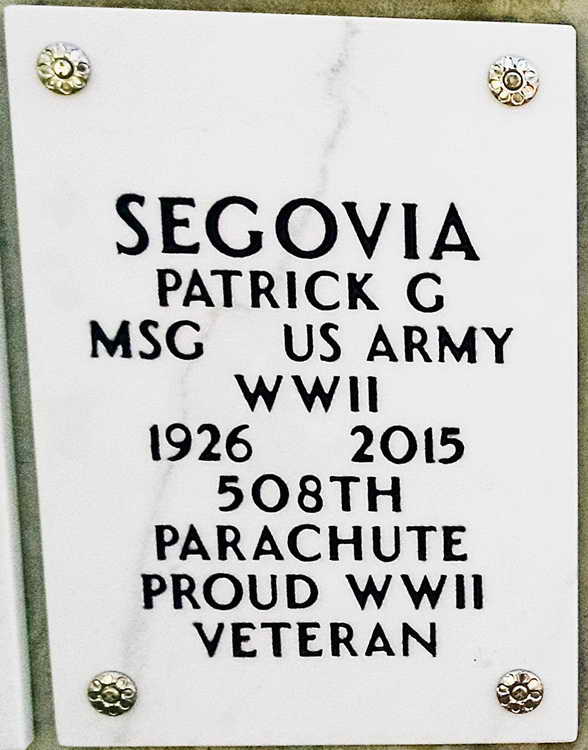 SEGOVIA
PATRICK G
MSG US ARMY
WWII
1926 2015
508TH
PARACHUTE
PROUD WWII
VETERAN